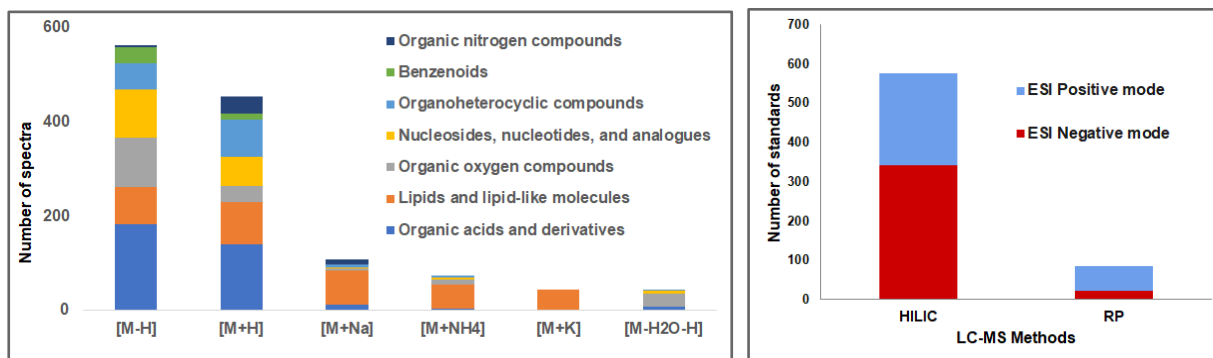 600
400
200
0
Number of spectra
Organic nitrogen compounds
Benzenoids
Organoheterocyclic compounds
Nucleosides, nucleotides, and analogues
Organic oxygen compounds
Lipids and lipid-like molecules
Organic acids and derivatives
[M-H] [M+H] [M+Na] [M+NH4] [M+K] [M-H2O-H]
700
600
500
400
300
200
100
0
Number of standards
ESI Positive mode
ESI Negative mode
HILIC RP
LC-MS Methods